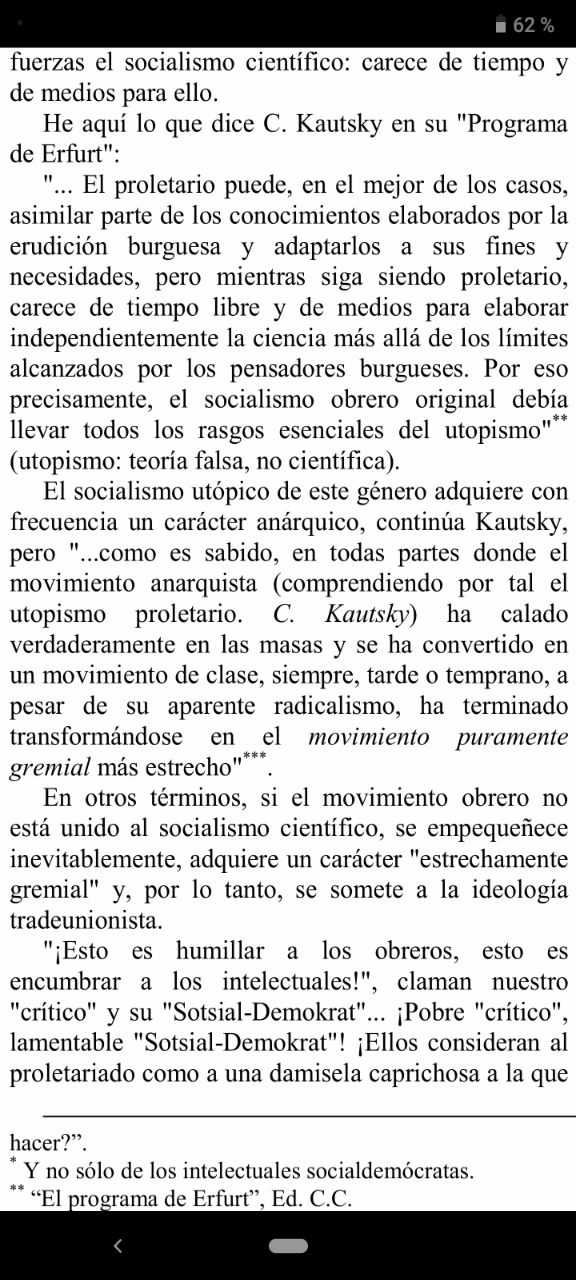 62 %
fuerzas el socialismo científico: carece de tiempo y
de medios para ello.
He aquí lo que dice C. Kautsky en su "Programa
de Erfurt":
"... El proletario puede, en el mejor de los casos,
asimilar parte de los conocimientos elaborados por la
erudición burguesa y adaptarlos a sus fines y
necesidades, pero mientras siga siendo proletario,
carece de tiempo libre y de medios para elaborar
independientemente la ciencia más allá de los límites
alcanzados por los pensadores burgueses. Por eso
precisamente, el socialismo obrero original debía
llevar todos los rasgos esenciales del utopismo"**
(utopismo: teoría falsa, no científica).
El socialismo utópico de este género adquiere con
frecuencia un carácter anárquico, continúa Kautsky,
pero "...como es sabido, en todas partes donde el
movimiento anarquista (comprendiendo por tal el
utopismo proletario. C. Kautsky) ha calado
verdaderamente en las masas y se ha convertido en
un movimiento de clase, siempre, tarde o temprano, a
pesar de su aparente radicalismo, ha terminado
transformándose en el movimiento puramente
gremial más estrecho"***.
En otros términos, si el movimiento obrero no
está unido al socialismo científico, se empequeñece
inevitablemente, adquiere un carácter "estrechamente
gremial" y, por lo tanto, se somete a la ideología
tradeunionista.
"¡Esto es humillar a los obreros, esto es
encumbrar a los intelectuales!", claman nuestro
"crítico" y su "Sotsial-Demokrat"... ¡Pobre "crítico",
lamentable "Sotsial-Demokrat"! ¡Ellos consideran al
proletariado como a una damisela caprichosa a la que
hacer?”.
* Y no sólo de los intelectuales socialdemócratas.
** “El programa de Erfurt”, Ed. C.C.